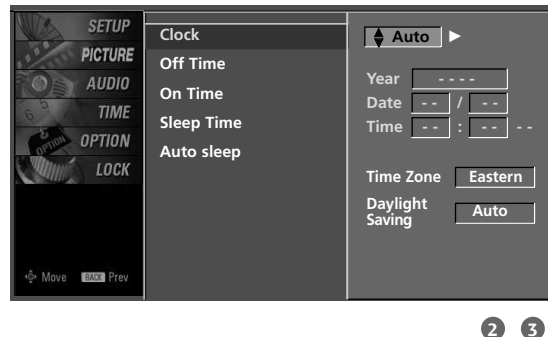 SETUP
PICTURE
AUDIO
TIME
OPTION
LOCK
Move BACK Prev
Clock
Off Time
On Time
Sleep Time
Auto sleep
Auto
Year - - - -
Date - - / - -
Time - - : - - - -
Time Zone Eastern
Daylight
Saving Auto
2 3